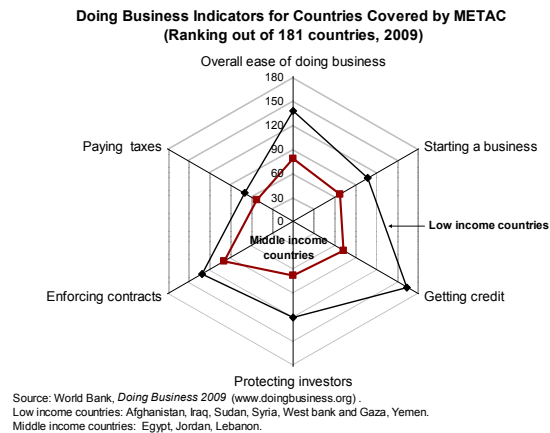 Doing Business Indicators for Countries Covered by METAC
(Ranking out of 181 countries, 2009)
Overall ease of doing business
180
150
120
90
60
30
0
Paying taxes
Starting a business
Low income countries
Middle income
countries
Enforcing contracts
Getting credit
Protecting investors
Source: World Bank, Doing Business 2009 (www.doingbusiness.org) .
Low income countries: Afghanistan, Iraq, Sudan, Syria, West bank and Gaza, Yemen.
Middle income countries: Egypt, Jordan, Lebanon.